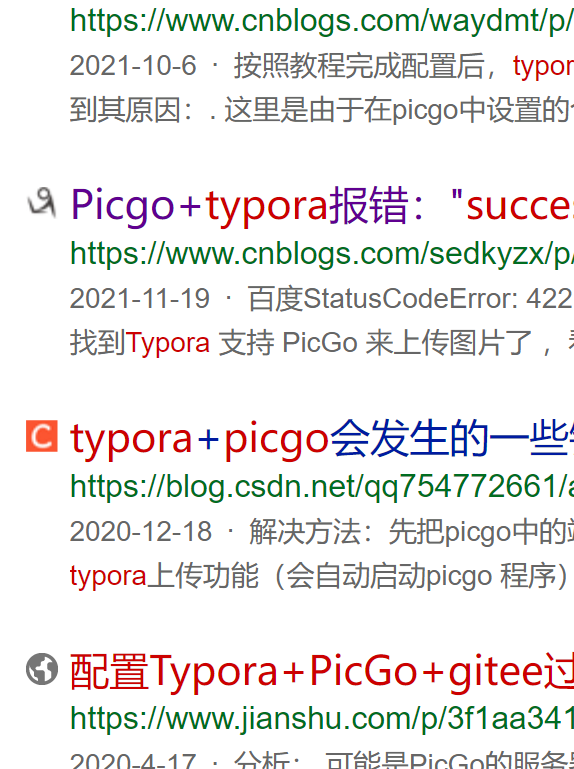 https://www.cnblogs.com/waydmt/p/
2021-10-6 · 按照教程完成配置后，typor
到其原因：. 这里是由于在picgo中设置的
Picgo+typora报错："succe
https://www.cnblogs.com/sedkyzx/p/
2021-11-19 · 百度StatusCodeError: 422
找到Typora 支持 PicGo 来上传图片了 ，
typora+picgo会发生的一些
https://blog.csdn.net/qq754772661/a
2020-12-18 · 解决方法：先把picgo中的
typora上传功能（会自动启动picgo 程序）
配置Typora+PicGo+gitee过
https://www.jianshu.com/p/3f1aa341
2020-4-17 · 分析： 可能是PicGo的服务